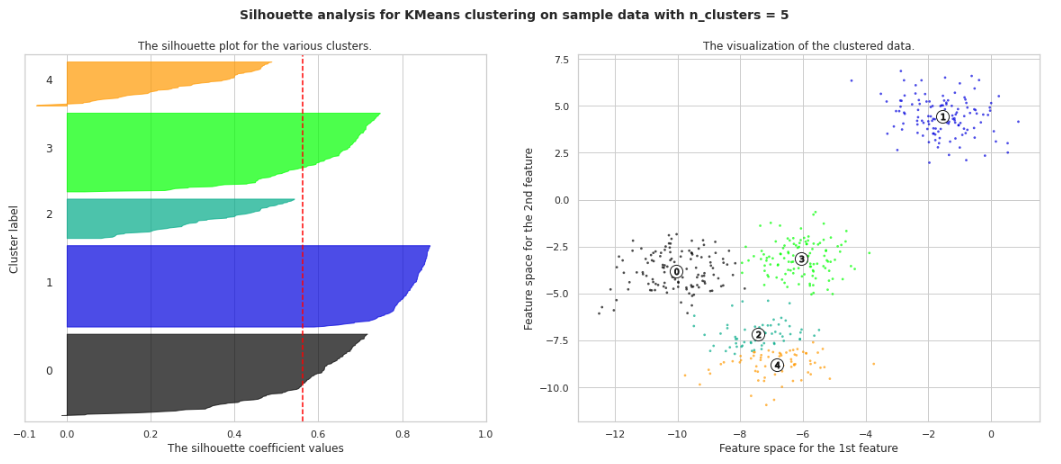 Silhouette analysis for KMeans clustering on sample data with n_clusters = 5
The silhouette plot for the various clusters.
Cluster label
4
3
2
1
0
−0.1 0.0 0.2 0.4 0.6 0.8 1.0
The silhouette coefficient values
The visualization of the clustered data.
Feature space for the 2nd feature
7.5
5.0
2.5
0.0
−2.5
−5.0
−7.5
−10.0
1
3
0
2
4
−12 −10 −8 −6 −4 −2 0
Feature space for the 1st feature